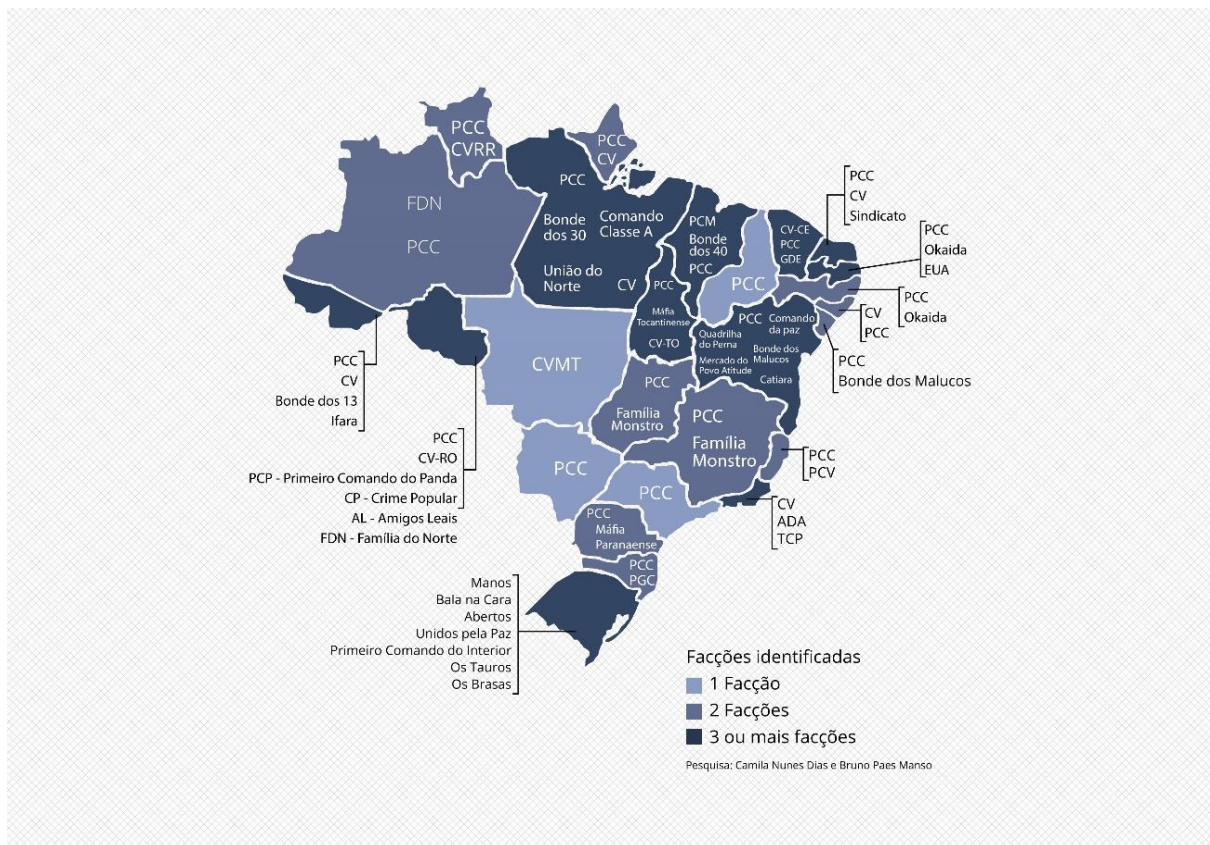 PCC
CVRR
PCC
CV
FDN
PCC
PCC
Bonde
dos 30
Comando
Classe A
União do
Norte
CV
PCM
Bonde
dos 40
PCC
PCC
CV-CE
PCC
GDE
PCC
CV
Sindicato
PCC
Okaida
EUA
PCC
Okaida
CV
PCC
PCC
Bonde dos Malucos
PCC
Máfia
Tocantinense
CV-TO
PCC
Comando
da paz
Quadrilha
do Perna
Bonde dos
Malucos
Mercado do
Povo Atitude
Catiara
PCC
CV
Bonde dos 13
Ifara
CVMT
PCC
Família
Monstro
PCC
Família
Monstro
PCC
PCV
PCC
CV-RO
PCP - Primeiro Comando do Panda
CP - Crime Popular
AL - Amigos Leais
FDN - Família do Norte
PCC
PCC
CV
ADA
TCP
PCC
Máfia
Paranaense
PCC
PGC
Manos
Bala na Cara
Abertos
Unidos pela Paz
Primeiro Comando do Interior
Os Tauros
Os Brasas
Facções identificadas
1 Facção
2 Facções
3 ou mais facções
Pesquisa: Camila Nunes Dias e Bruno Paes Manso